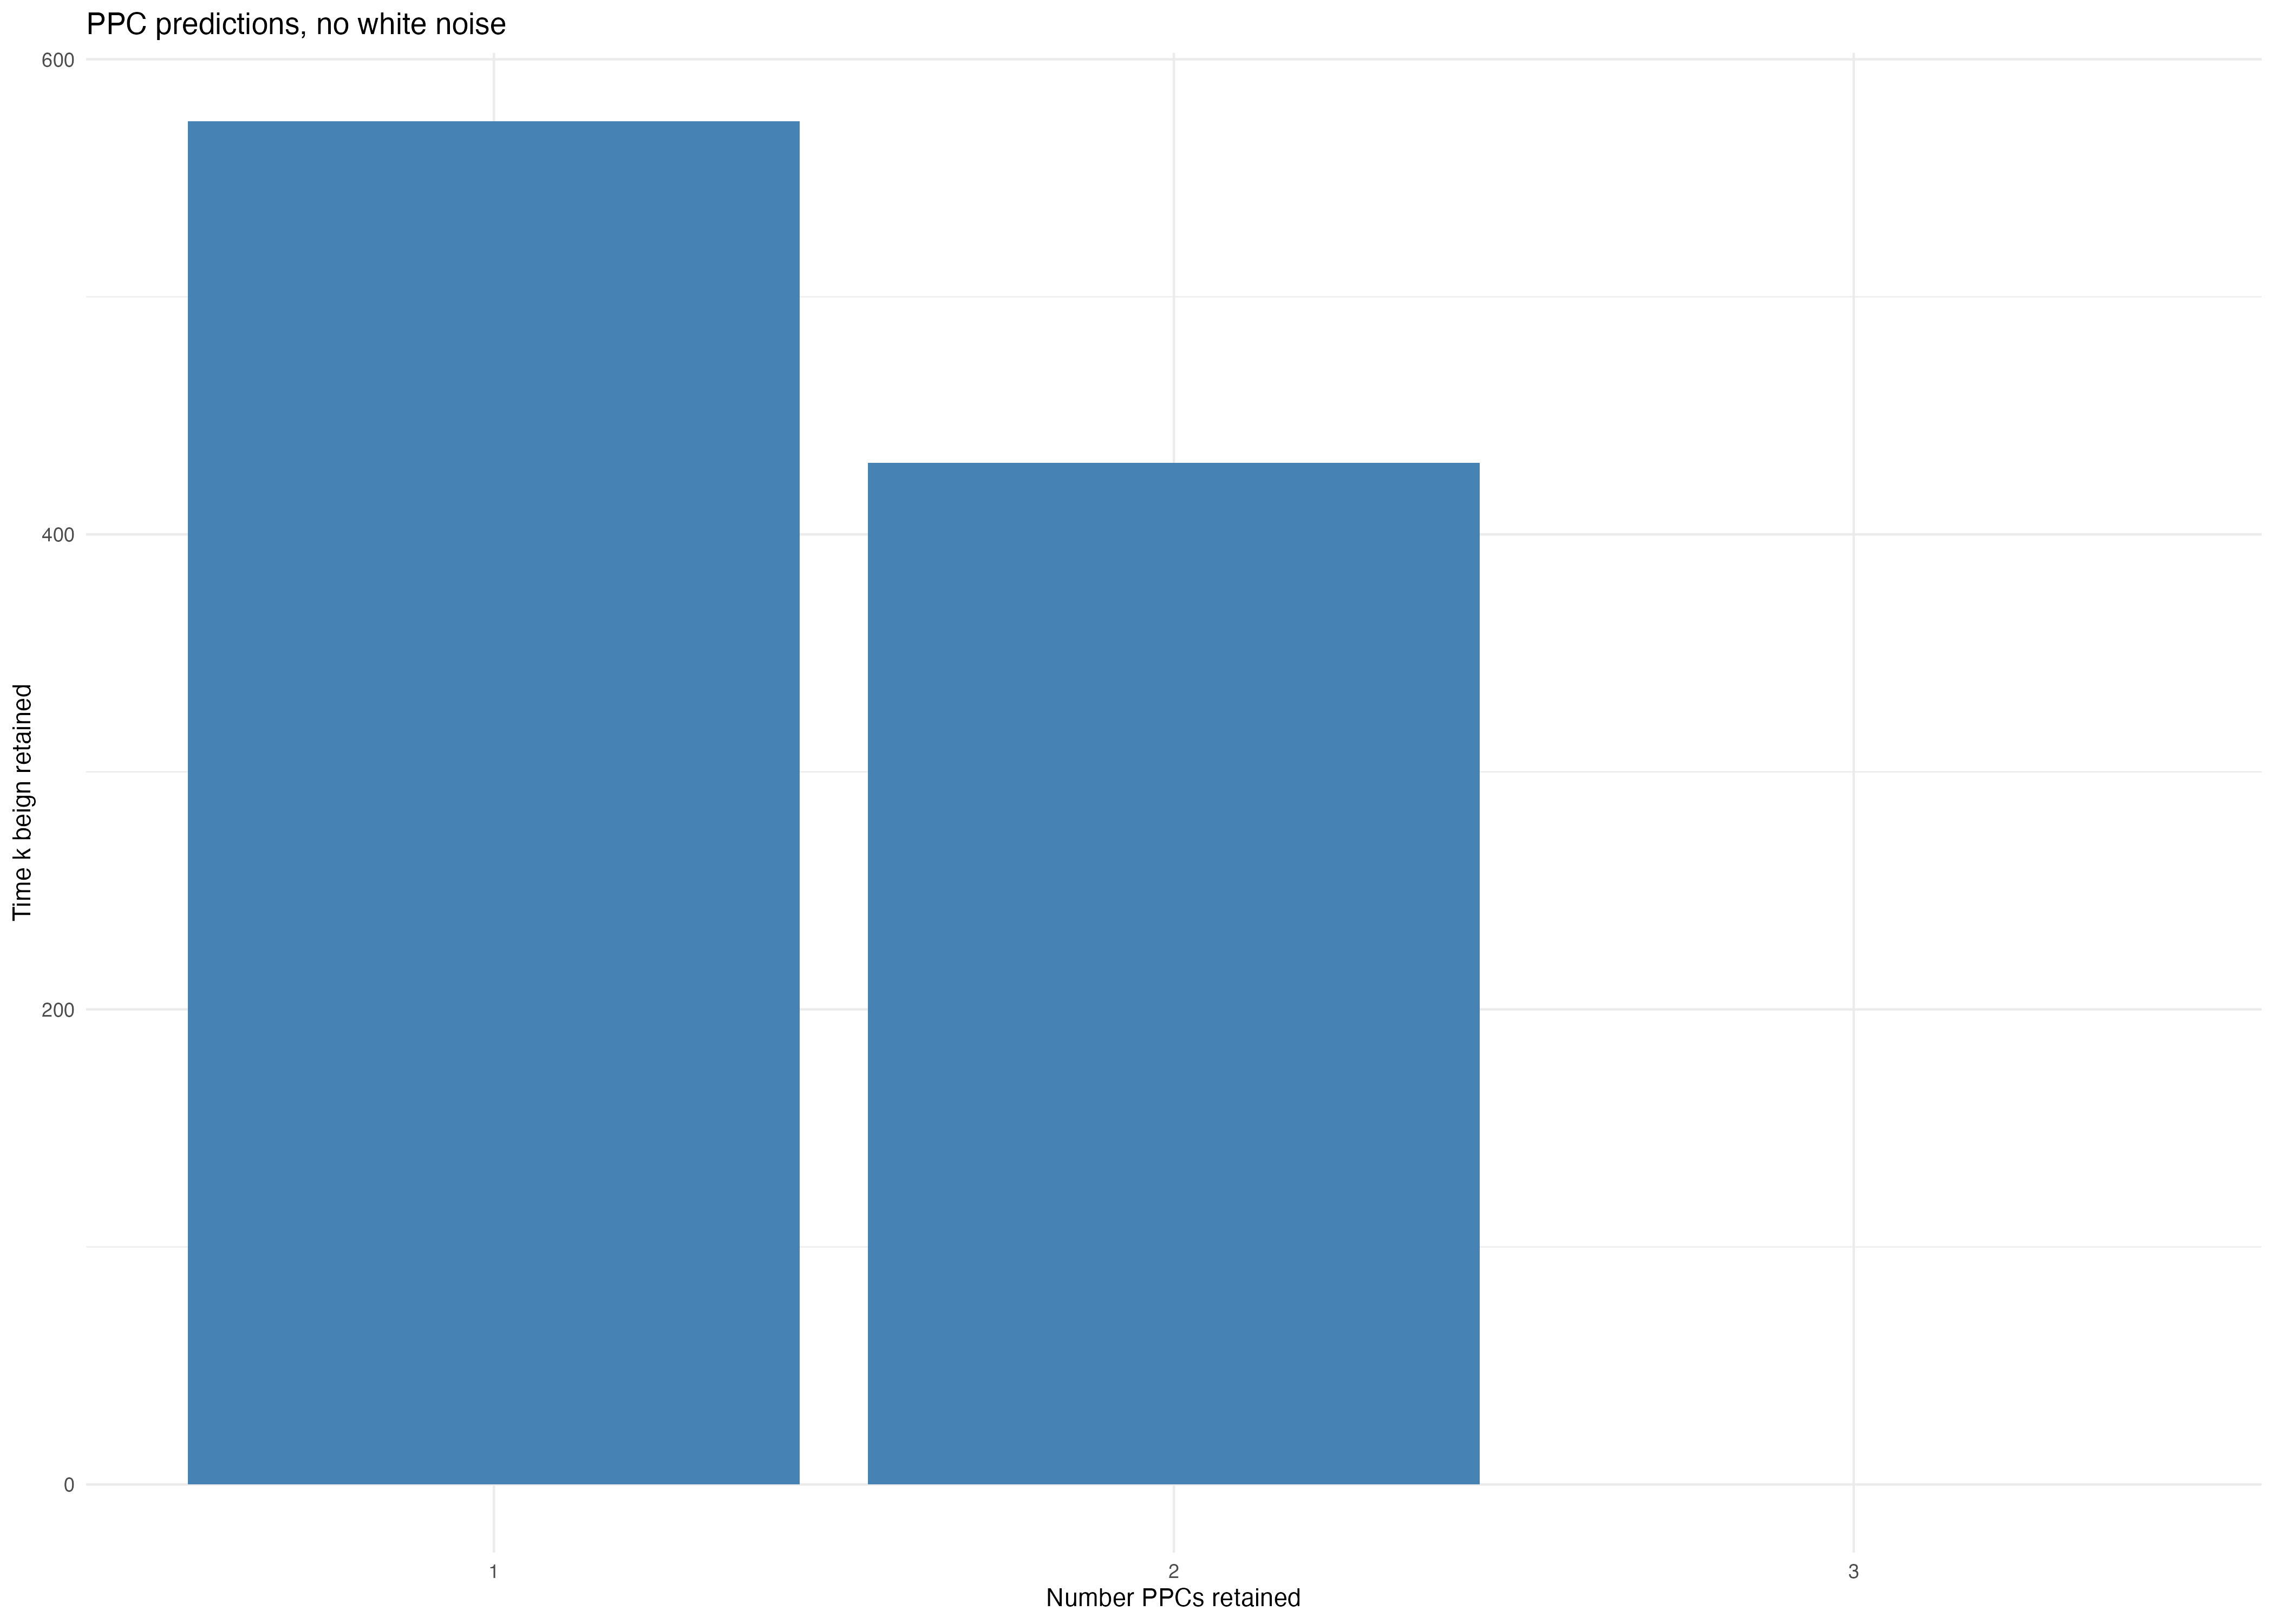 PPC predictions, no white noise
600
400
200
0
Time k beign retained
1 2 3
Number PPCs retained